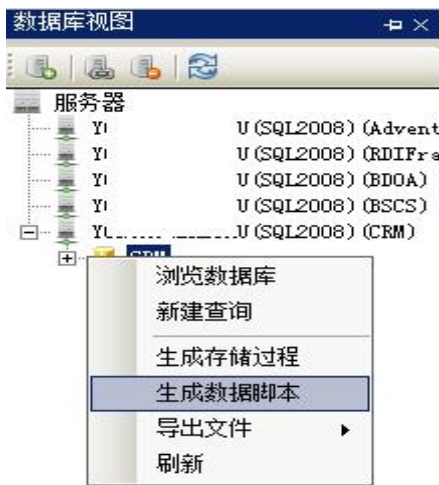 数据库视图
服务器
U(SQL2008)(Advent
U(SQL2008)(RDIFra
U(SQL2008)(BDOA)
U(SQL2008)(BSCS)
U(SQL2008)(CRM)
浏览数据库
新建查询
生成存储过程
生成数据脚本
导出文件
刷新